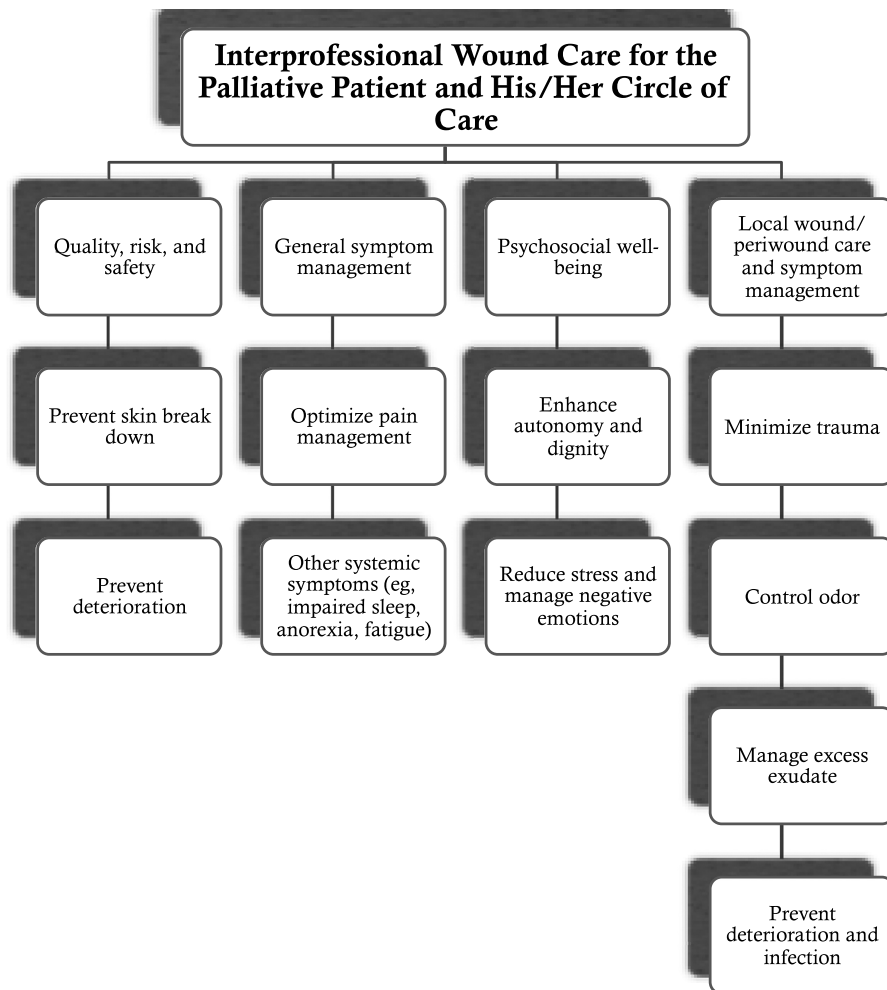 Interprofessional Wound Care for the
Palliative Patient and His/Her Circle of
Care
Quality, risk, and
safety
General symptom
management
Psychosocial well-
being
Local wound/
periwound care
and symptom
management
Prevent skin break
down
Optimize pain
management
Enhance
autonomy and
dignity
Minimize trauma
Prevent
deterioration
Other systemic
symptoms (eg,
impaired sleep,
anorexia, fatigue)
Reduce stress and
manage negative
emotions
Control odor
Manage excess
exudate
Prevent
deterioration and
infection